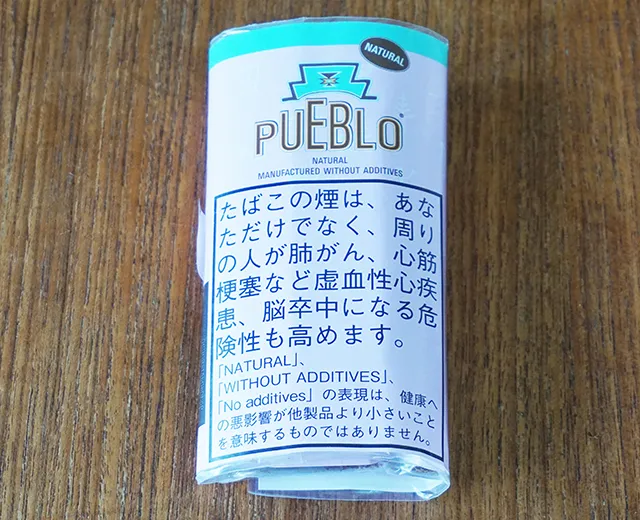 NATURAL
PUEBLO®
NATURAL
MANUFACTURED WITHOUT ADDITIVES
たばこの煙は、あな
ただけでなく、周り
の人が肺がん、心筋
梗塞など虚血性心疾
患、脳卒中になる危
険性も高めます。
「NATURAL」、
「WITHOUT ADDITIVES」、
「No additives」の表現は、健康へ
の悪影響が他製品より小さいこと
を意味するものではありません。